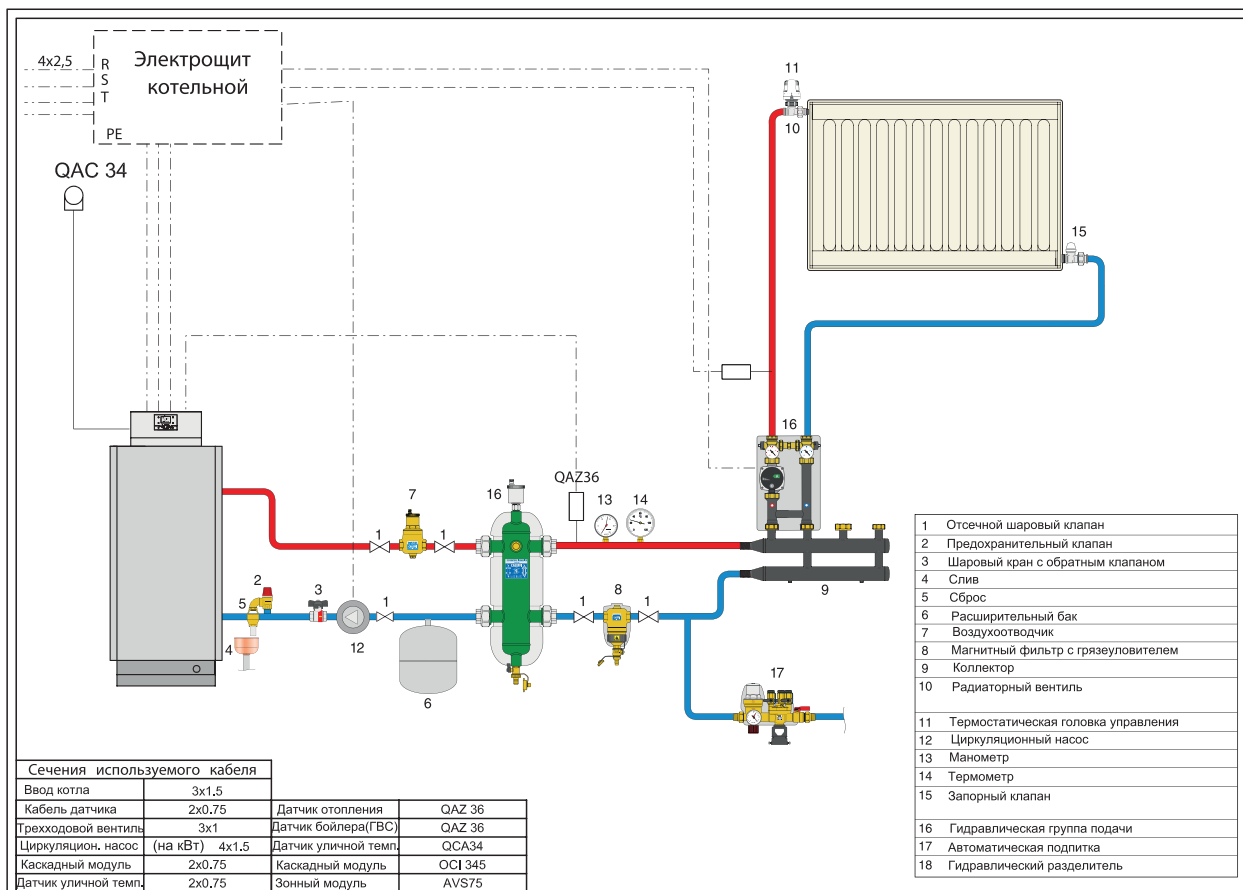 4x2,5
R
S
T
PE
Электрощит
котельной
QAC 34
11
10
15
16
QAZ36
7
1
1
16
13
14
2
5
3
4
12
1
6
1
8
1
9
17
1 Отсечной шаровый клапан
2 Предохранительный клапан
3 Шаровый кран с обратным клапаном
4 Слив
5 Сброс
6 Расширительный бак
7 Воздухоотводчик
8 Магнитный фильтр с грязеуловителем
9 Коллектор
10 Радиаторный вентиль
11 Термостатическая головка управления
12 Циркуляционный насос
13 Манометр
14 Термометр
15 Запорный клапан
16 Гидравлическая группа подачи
17 Автоматическая подпитка
18 Гидравлический разделитель
Сечения используемого кабеля
Ввод котла 3x1.5
Кабель датчика 2x0.75 Датчик отопления QAZ 36
Трехходовой вентиль 3x1 Датчик бойлера(ГВС) QAZ 36
Циркуляцион. насос (на кВт) 4x1.5 Датчик уличной темп. QCA34
Каскадный модуль 2x0.75 Каскадный модуль OCI 345
Датчик уличной темп. 2x0.75 Зонный модуль AVS75